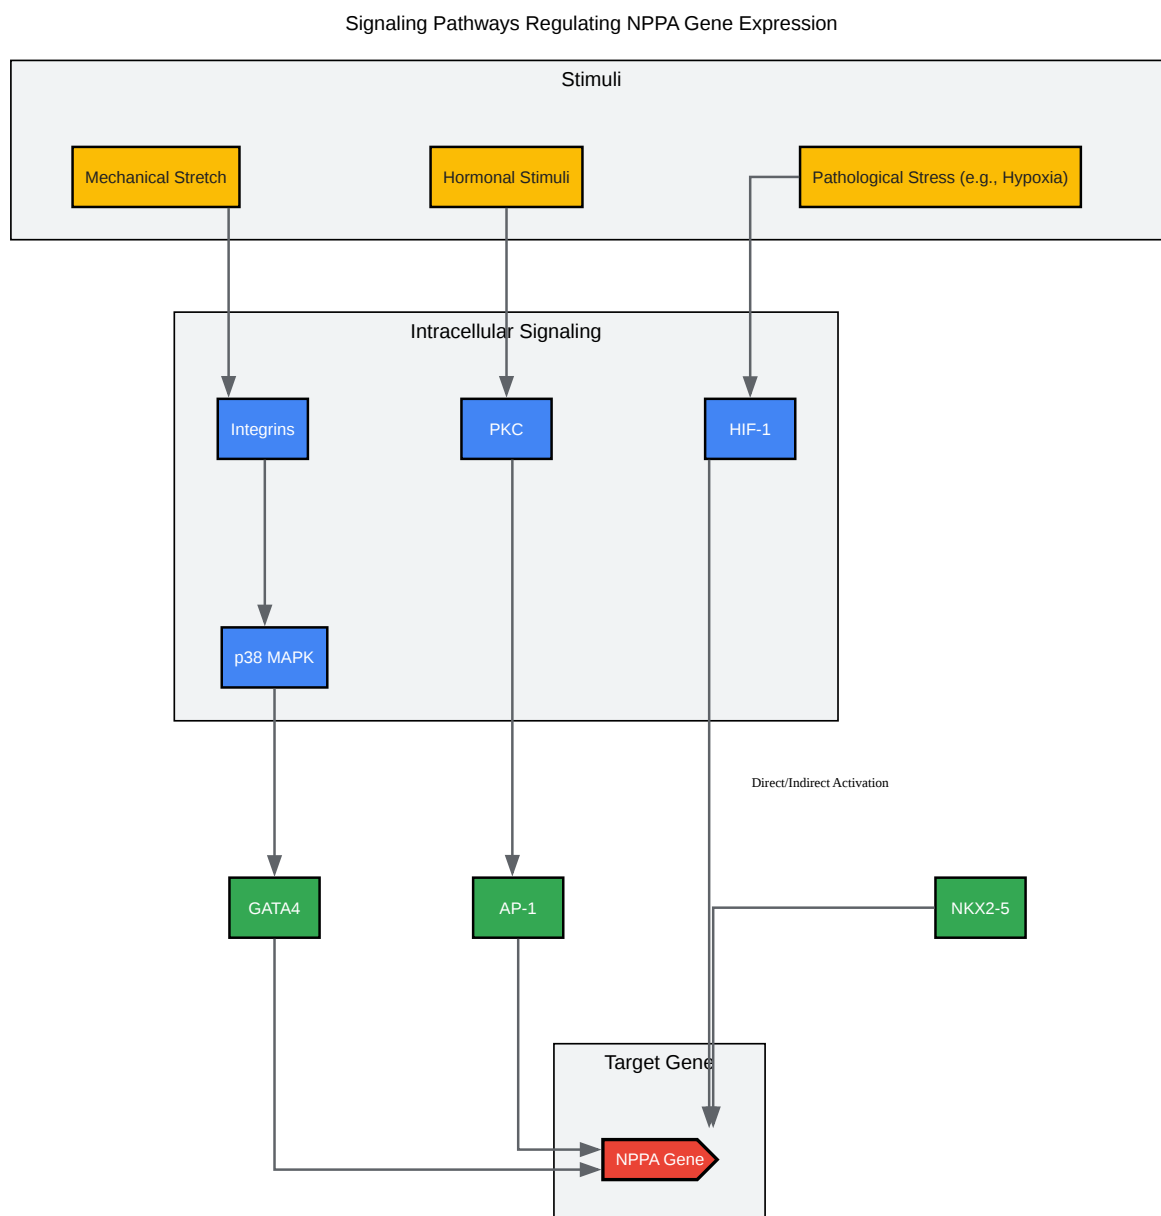 Signaling Pathways Regulating NPPA Gene Expression
Stimuli
Mechanical Stretch
Hormonal Stimuli
Pathological Stress (e.g., Hypoxia)
Intracellular Signaling
Integrins
PKC
HIF-1
p38 MAPK
Direct/Indirect Activation
GATA4
AP-1
NKX2-5
Target Gene
NPPA Gene